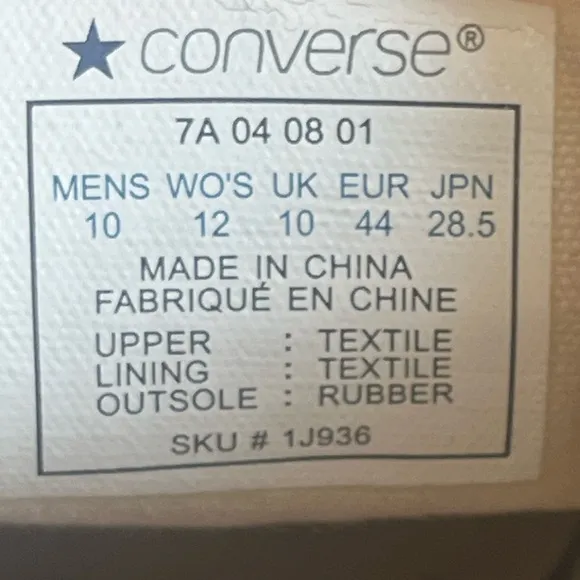 ★ converse®
7A 04 08 01
MENS WO'S UK EUR JPN
10 12 10 44 28.5
MADE IN CHINA
FABRIQUÉ EN CHINE
UPPER : TEXTILE
LINING : TEXTILE
OUTSOLE : RUBBER
SKU # 1J936